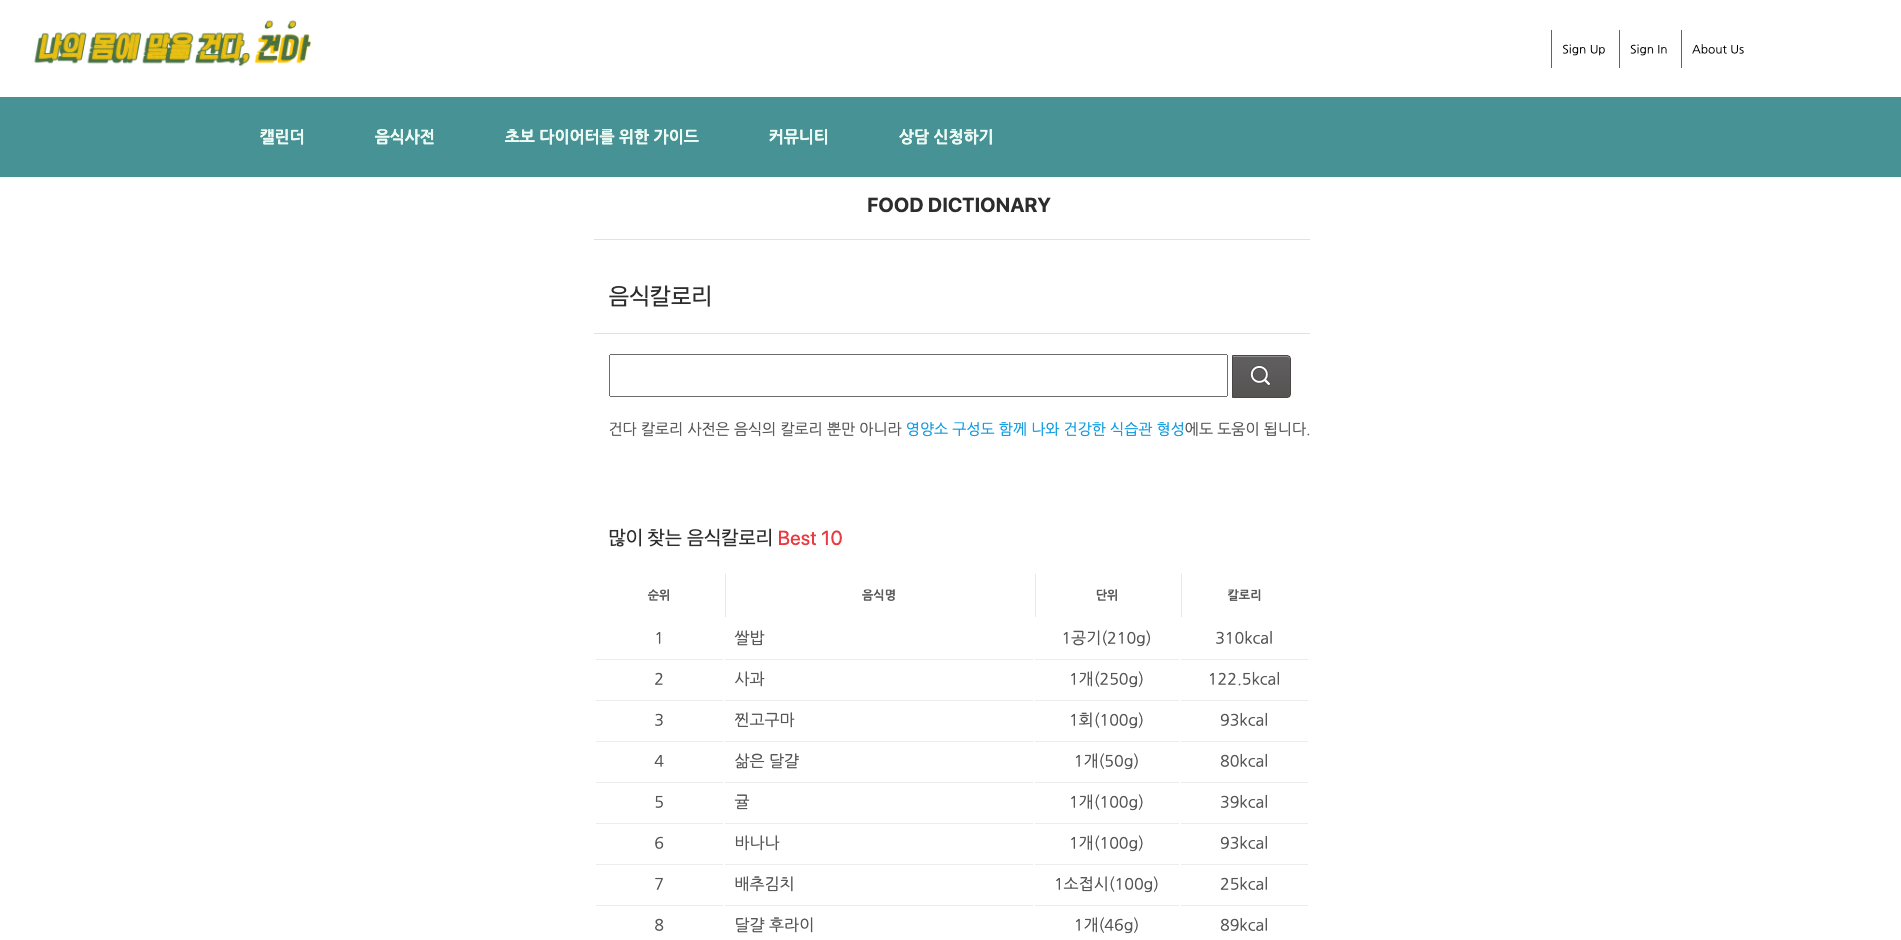 나의 몸에 말을 건다, 건아
Sign Up
Sign In
About Us
캘린더
음식사전
초보 다이어터를 위한 가이드
커뮤니티
상담 신청하기
FOOD DICTIONARY
음식칼로리
건다 칼로리 사전은 음식의 칼로리 뿐만 아니라 영양소 구성도 함께 나와 건강한 식습관 형성에도 도움이 됩니다.
많이 찾는 음식칼로리 Best 10
순위 음식명 단위 칼로리
1 쌀밥 1공기(210g) 310kcal
2 사과 1개(250g) 122.5kcal
3 찐고구마 1회(100g) 93kcal
4 삶은 달걀 1개(50g) 80kcal
5 귤 1개(100g) 39kcal
6 바나나 1개(100g) 93kcal
7 배추김치 1소접시(100g) 25kcal
8 달걀 후라이 1개(46g) 89kcal